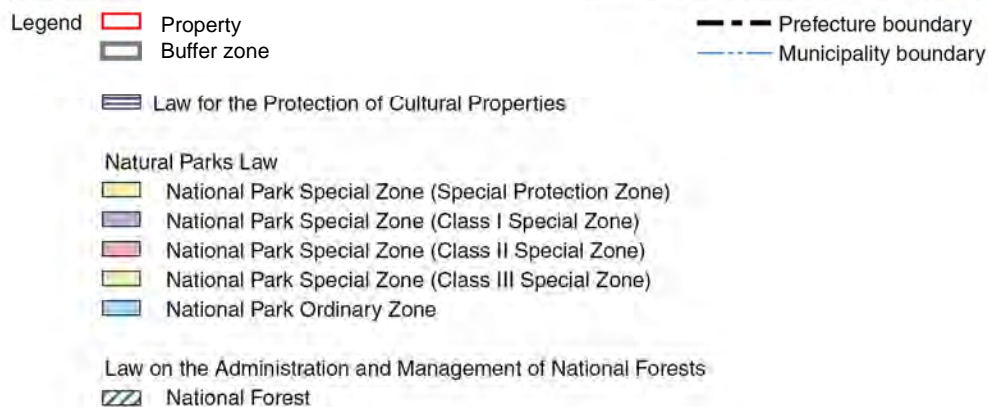 Legend Property
Buffer zone
Prefecture boundary
Municipality boundary
Law for the Protection of Cultural Properties
Natural Parks Law
National Park Special Zone (Special Protection Zone)
National Park Special Zone (Class I Special Zone)
National Park Special Zone (Class II Special Zone)
National Park Special Zone (Class III Special Zone)
National Park Ordinary Zone
Law on the Administration and Management of National Forests
National Forest